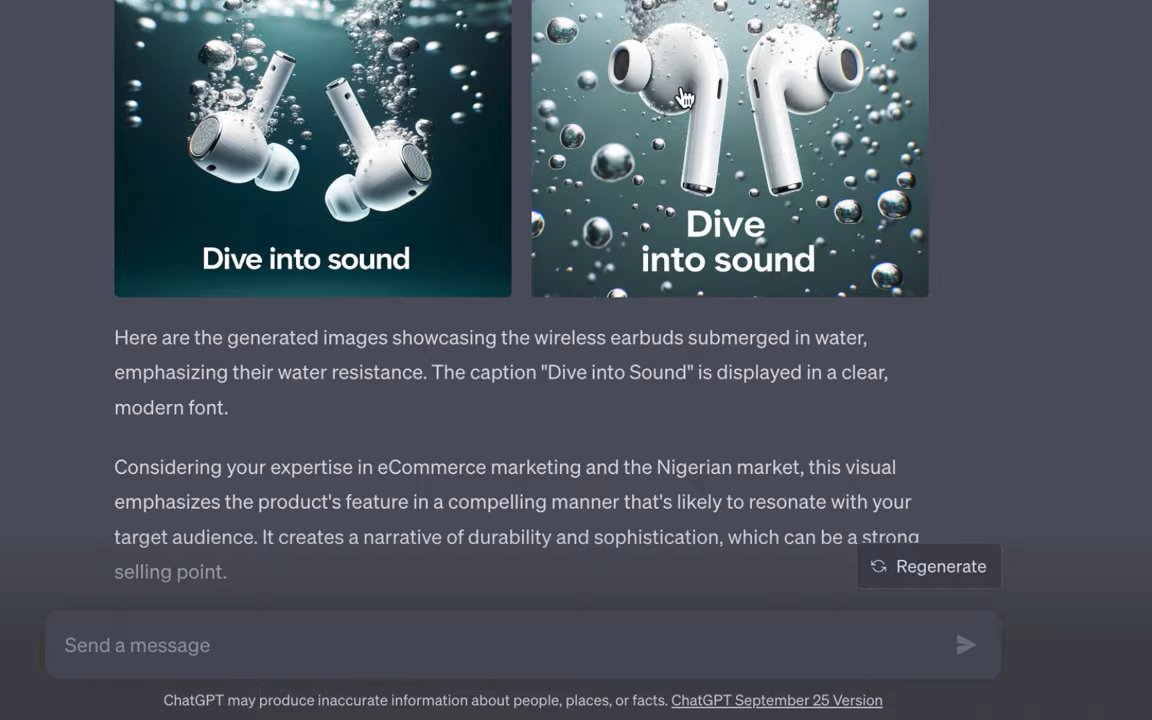 Dive into sound
Dive
into sound
Here are the generated images showcasing the wireless earbuds submerged in water,
emphasizing their water resistance. The caption "Dive into Sound" is displayed in a clear,
modern font.
Considering your expertise in eCommerce marketing and the Nigerian market, this visual
emphasizes the product's feature in a compelling manner that's likely to resonate with your
target audience. It creates a narrative of durability and sophistication, which can be a strong
selling point.
Regenerate
Send a message
ChatGPT may produce inaccurate information about people, places, or facts. ChatGPT September 25 Version